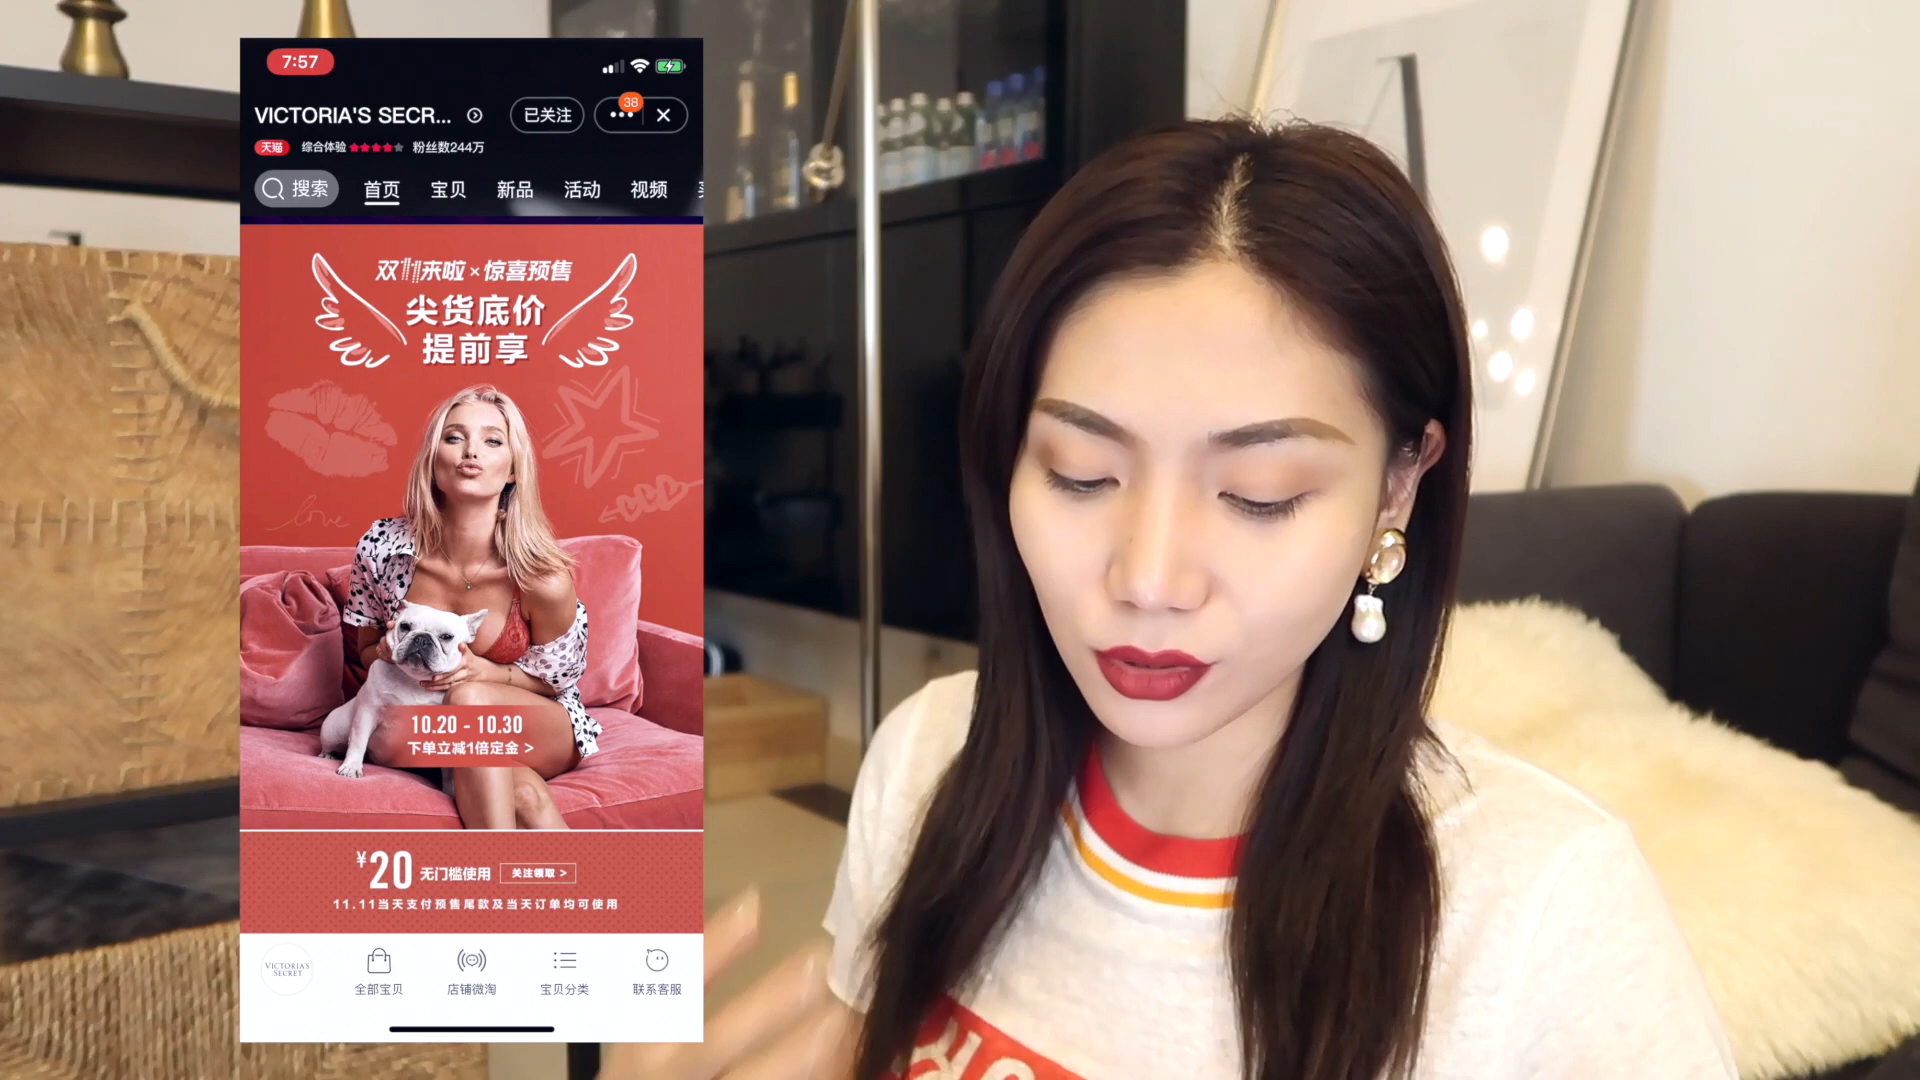 7:57
VICTORIA'S SECR...
已关注
38
天猫 综合体验 粉丝数244万
搜索 首页 宝贝 新品 活动 视频
双11来啦×惊喜预售
尖货底价
提前享
love
10.20 - 10.30
下单立减1倍定金 >
¥20 无门槛使用 关注领取 >
11.11当天支付预售尾款及当天订单均可使用
VICTORIA'S
SECRET
全部宝贝 店铺微淘 宝贝分类 联系客服